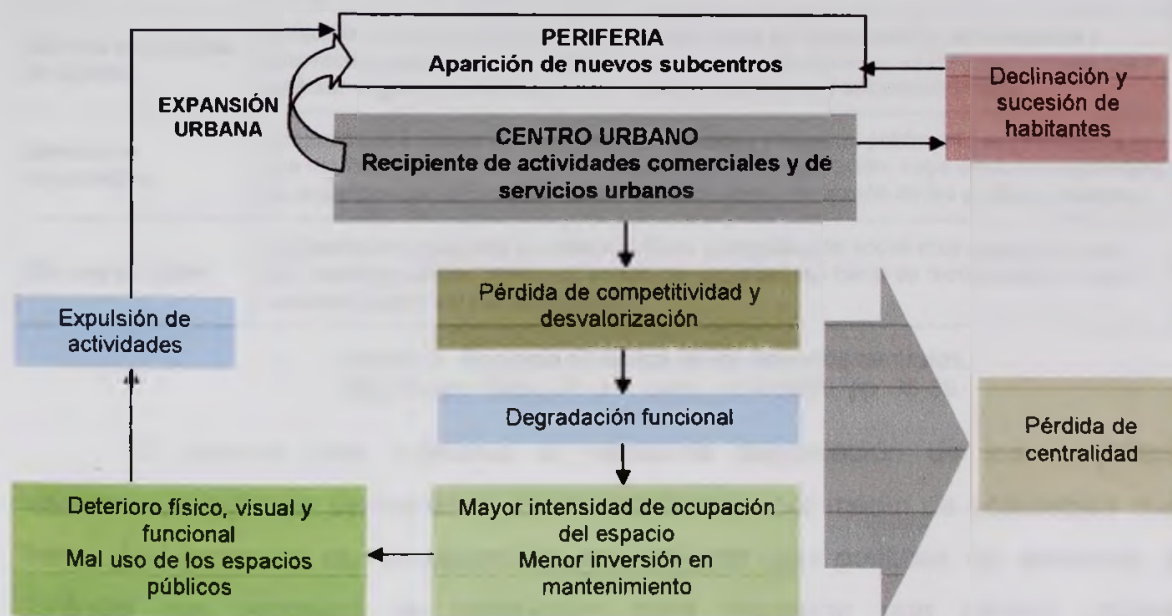 PERIFERIA
Aparición de nuevos subcentros
EXPANSIÓN
URBANA
CENTRO URBANO
Recipiente de actividades comerciales y de
servicios urbanos
Declinación y
sucesión de
habitantes
Pérdida de competitividad y
desvalorización
Expulsión de
actividades
Degradación funcional
Pérdida de
centralidad
Deterioro físico, visual y
funcional
Mal uso de los espacios
públicos
Mayor intensidad de ocupación
del espacio
Menor inversión en
mantenimiento